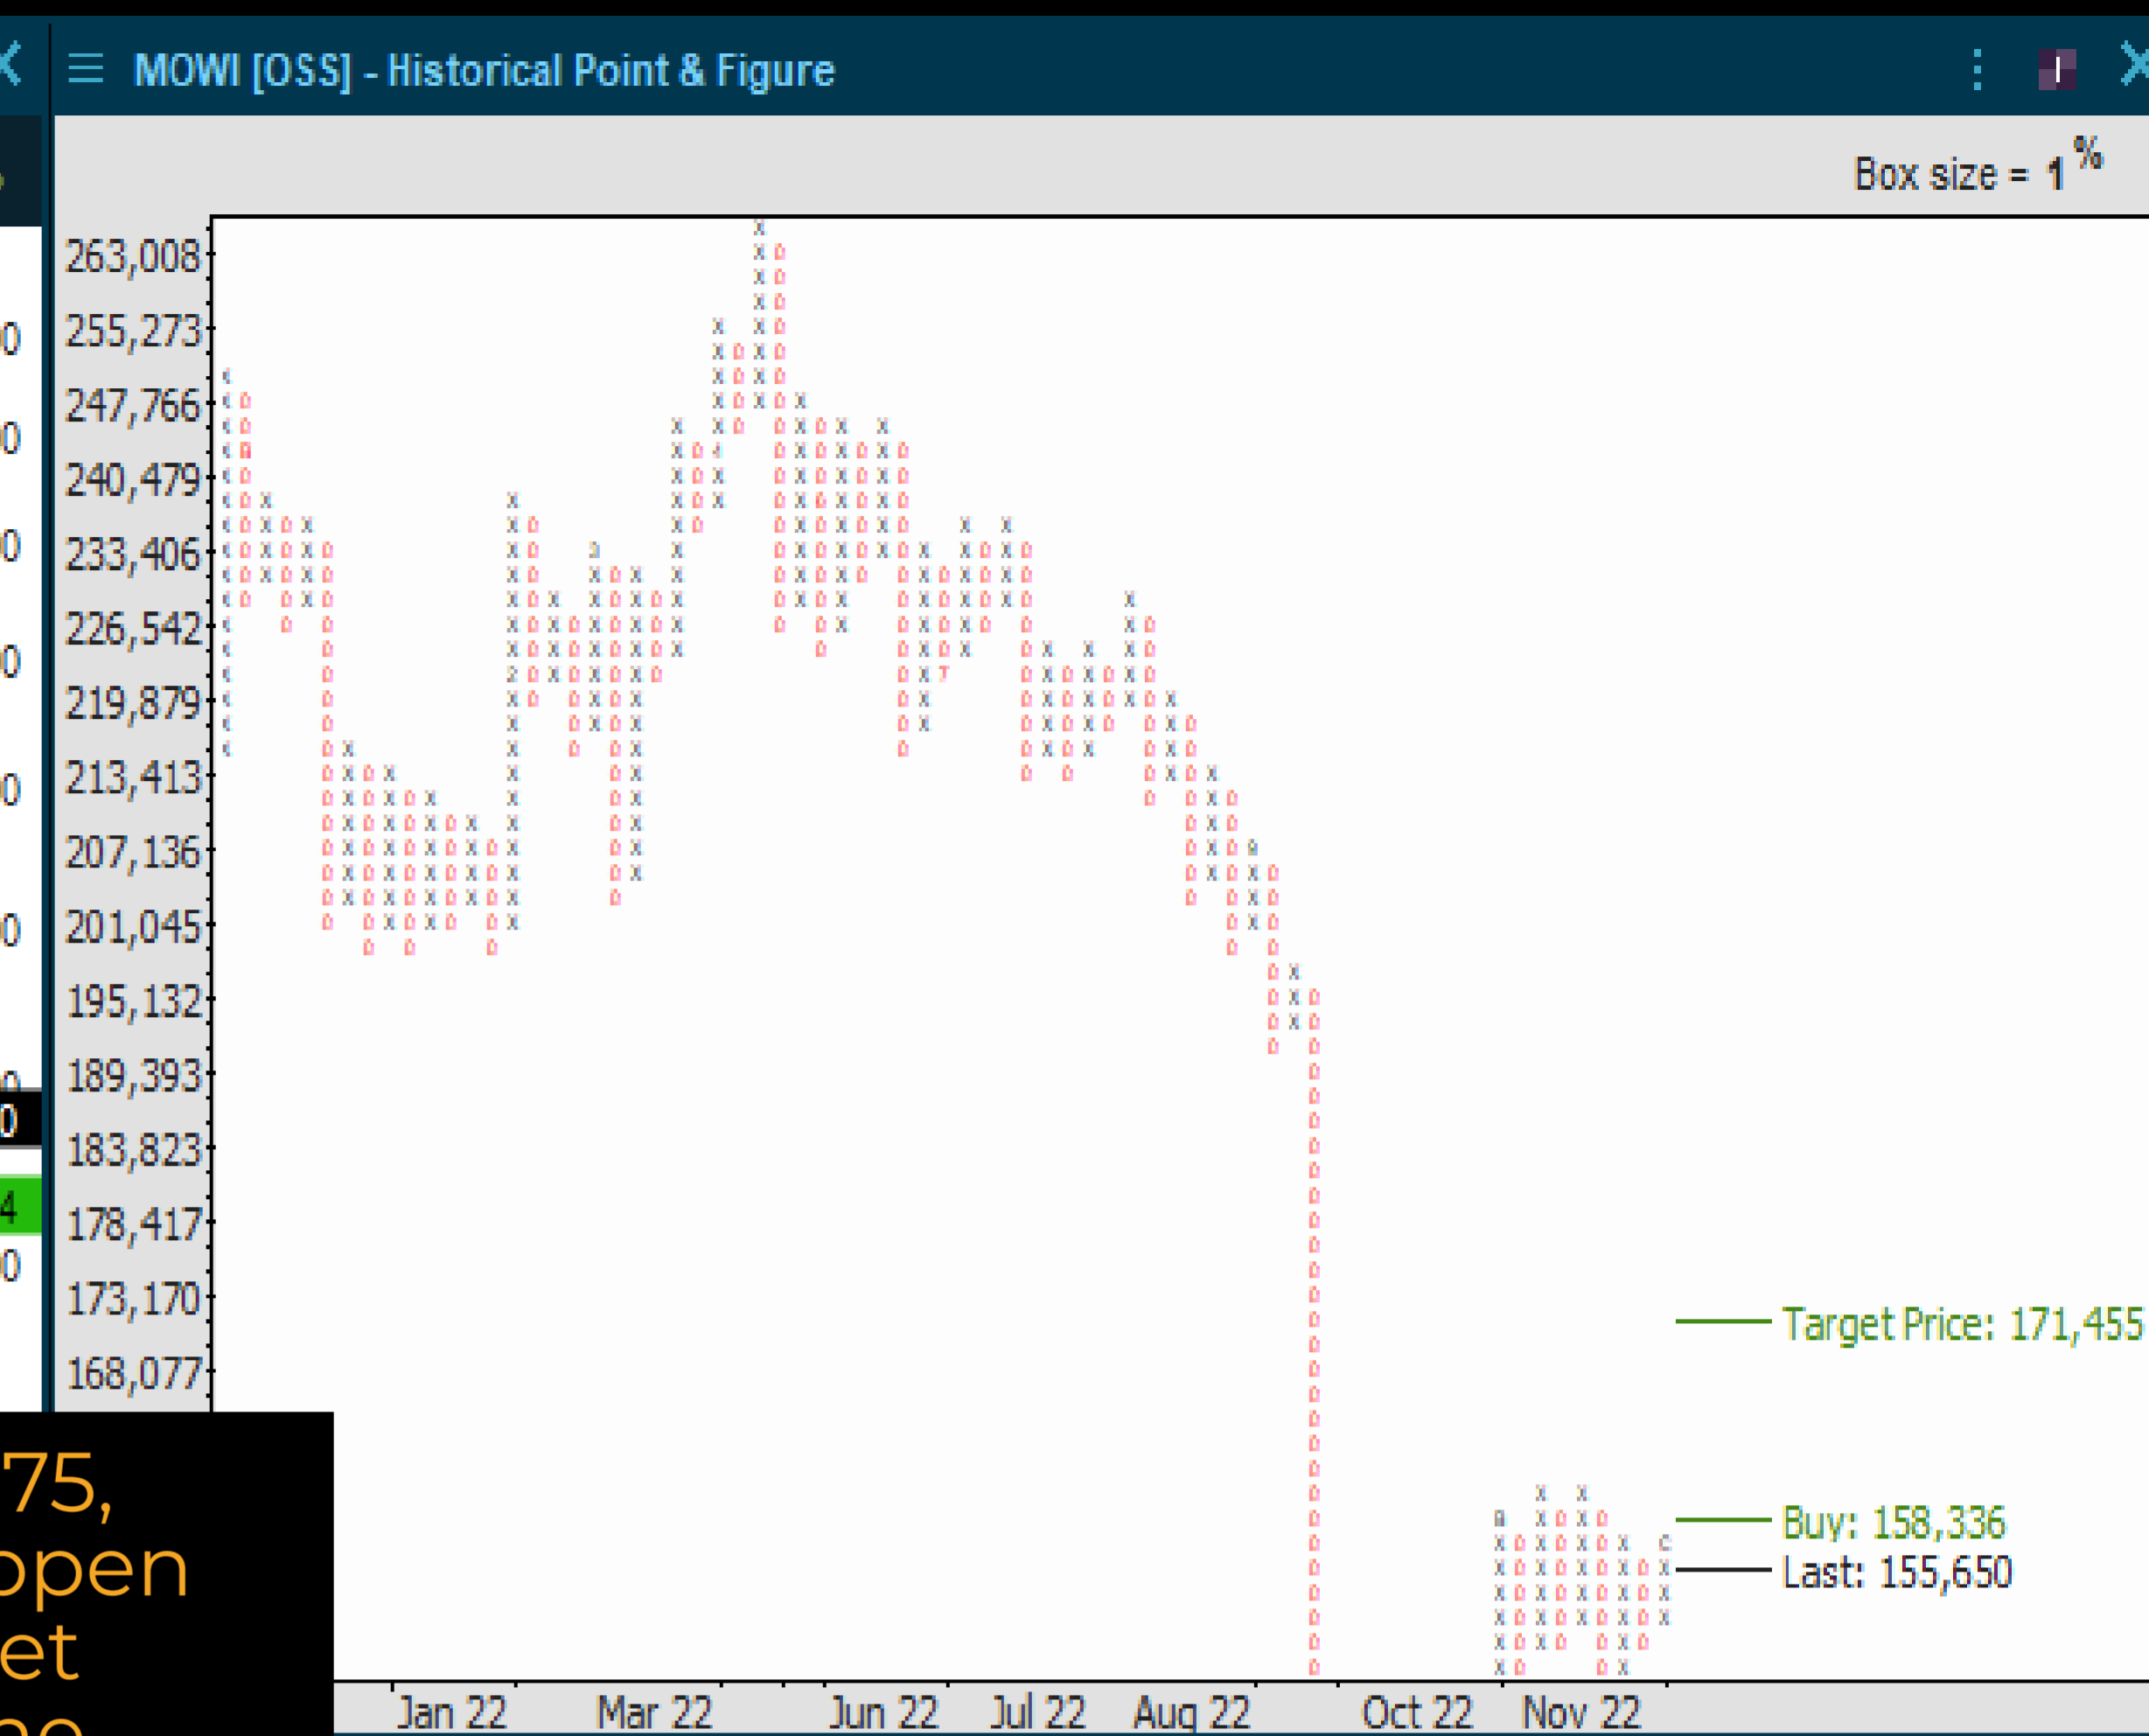 MOWI [OSS] - Historical Point & Figure
Box size = 1 %
263,008
255,273
247,766
240,479
233,406
226,542
219,879
213,413
207,136
201,045
195,132
189,393
183,823
178,417
173,170
168,077
Target Price: 171,455
Buy: 158,336
Last: 155,650
75,
open
et
Jan 22 Mar 22 Jun 22 Jul 22 Aug 22 Oct 22 Nov 22